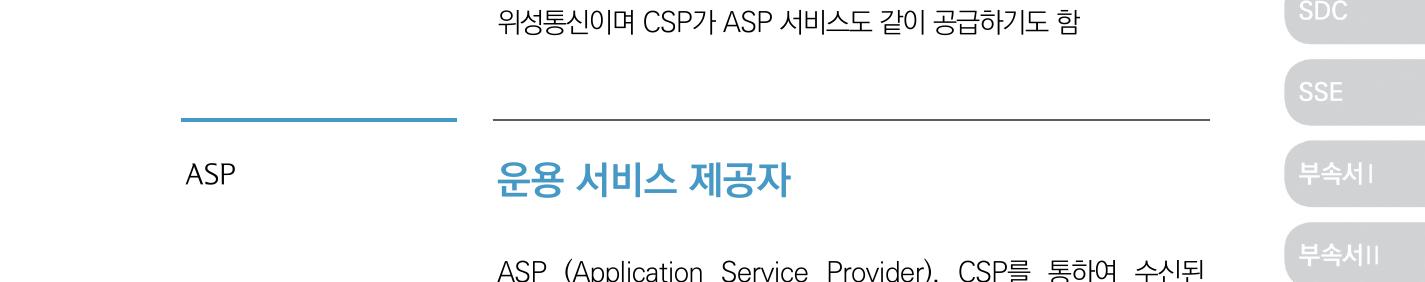 위성통신이며 CSP가 ASP 서비스도 같이 공급하기도 함
SDC
SSE
ASP
운용 서비스 제공자
부속서I
부속서II
ASP (Application Service Provider). CSP를 통하여 수신된